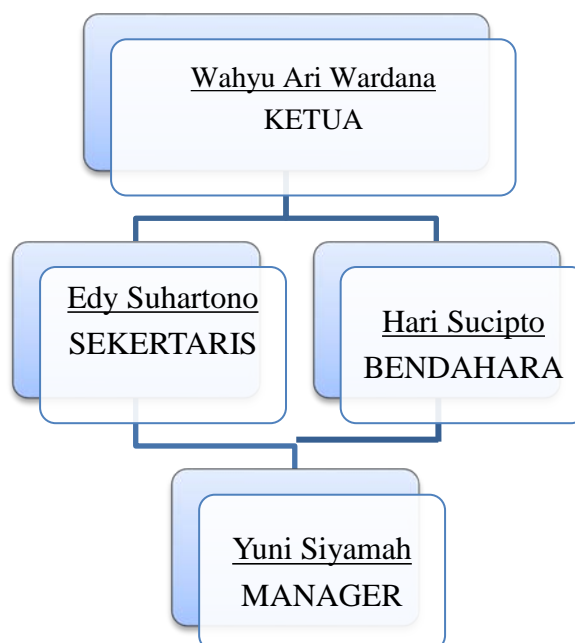 Wahyu Ari Wardana
KETUA
Edy Suhartono
SEKERTARIS
Hari Sucipto
BENDAHARA
Yuni Siyamah
MANAGER